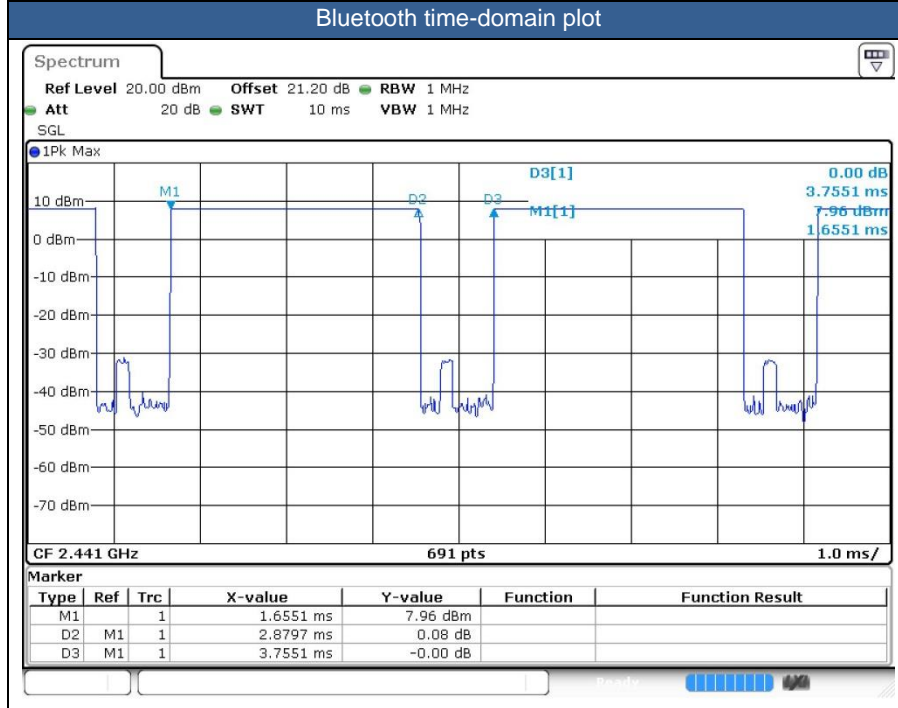 Bluetooth time-domain plot
Spectrum
Ref Level 20.00 dBm Offset 21.20 dB RBW 1 MHz
Att 20 dB SWT 10 ms VBW 1 MHz
SGL
1Pk Max
D3[1] 0.00 dB
3.7551 ms
M1[1] 7.96 dBm
1.6551 ms
M1
D2
D3
10 dBm
0 dBm
-10 dBm
-20 dBm
-30 dBm
-40 dBm
-50 dBm
-60 dBm
-70 dBm
CF 2.441 GHz 691 pts 1.0 ms/
Marker
Type Ref Trc X-value Y-value Function Function Result
M1 1 1.6551 ms 7.96 dBm
D2 M1 1 2.8797 ms 0.08 dB
D3 M1 1 3.7551 ms -0.00 dB
Ready